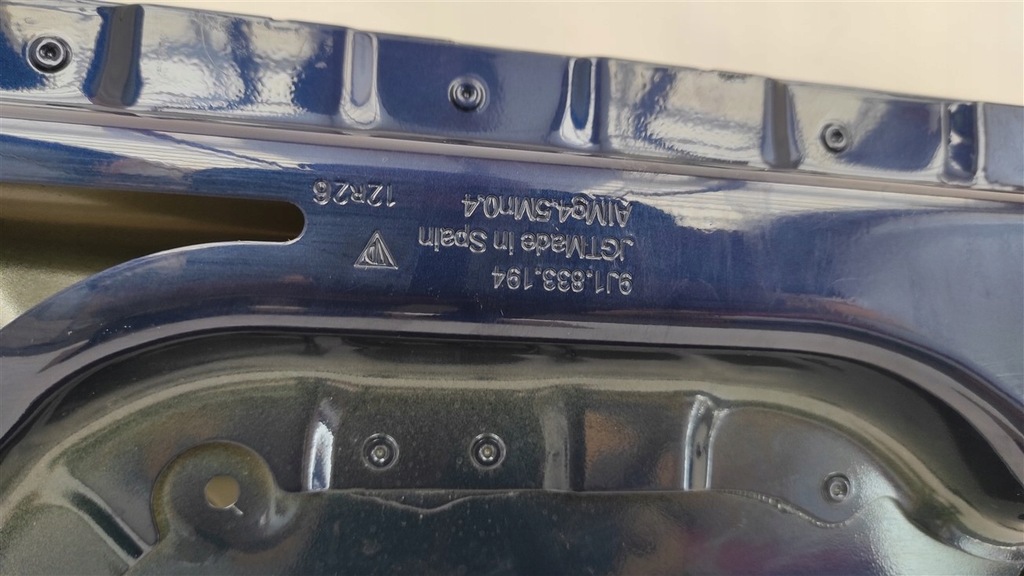 9J1.833.194
JGTMade in Spain
AlMg4.5Mn0.4
12R26